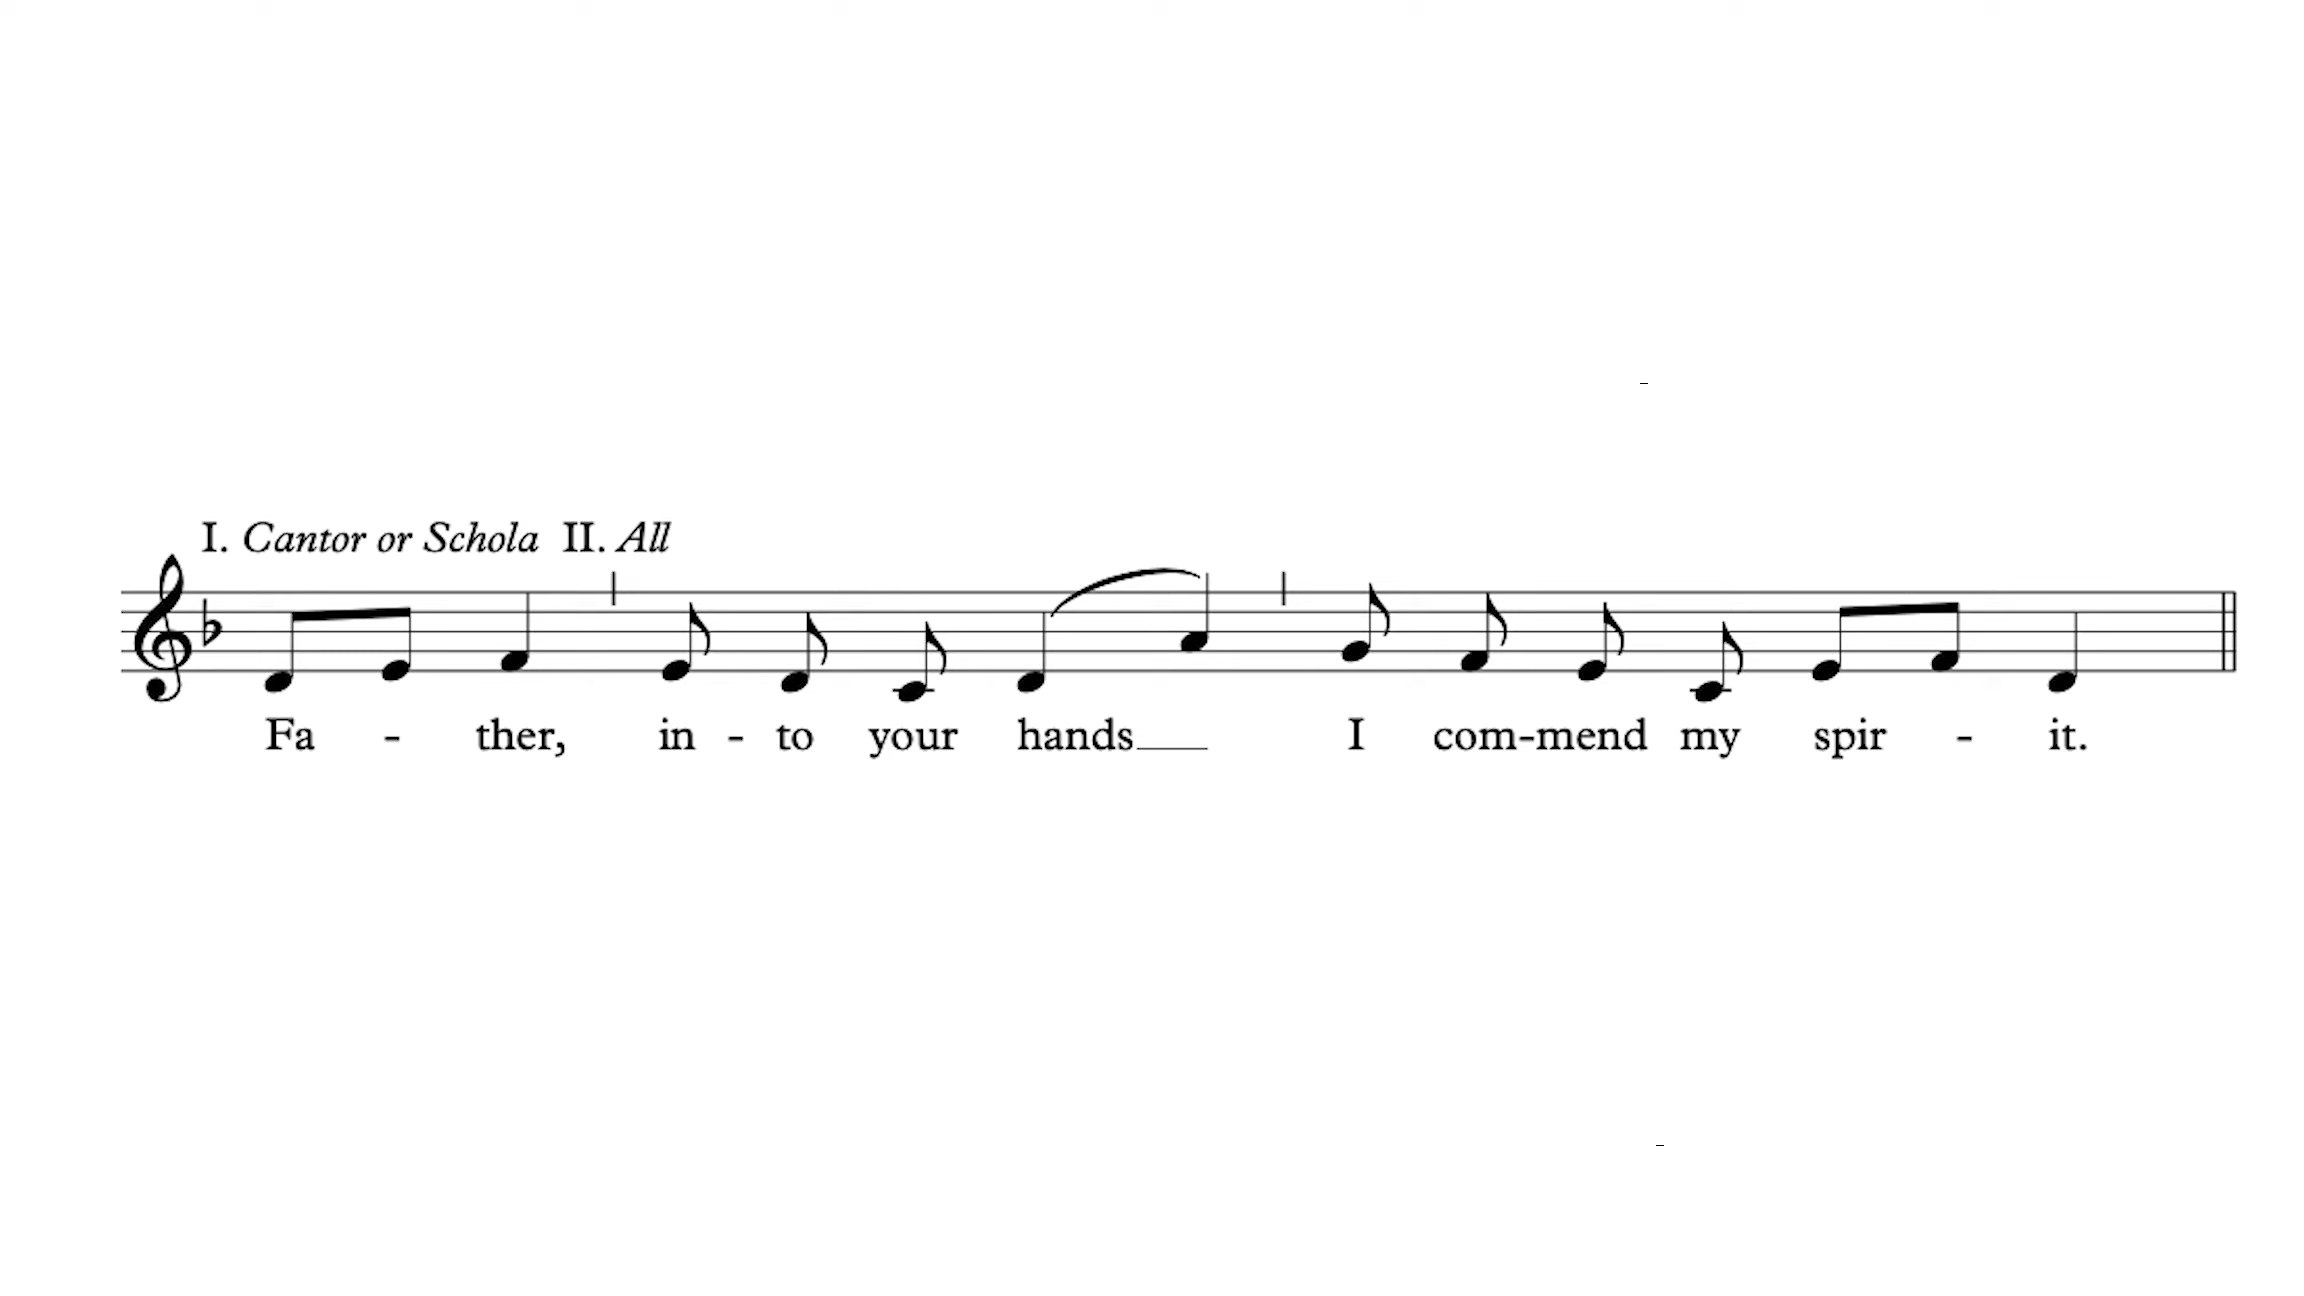 I. Cantor or Schola II. All
Fa - ther, in - to your hands I com-mend my spir - it.